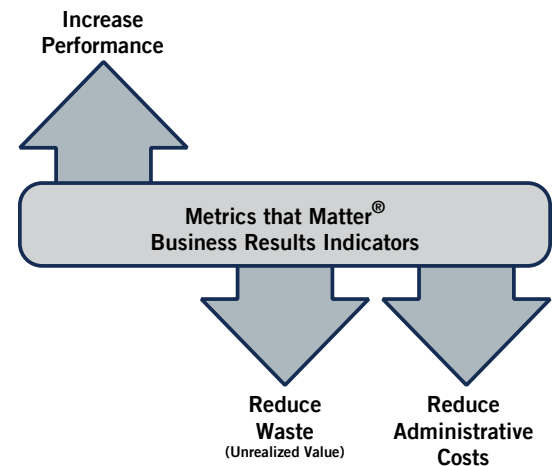 Increase
Performance
Metrics that Matter®
Business Results Indicators
Reduce
Waste
(Unrealized Value)
Reduce
Administrative
Costs